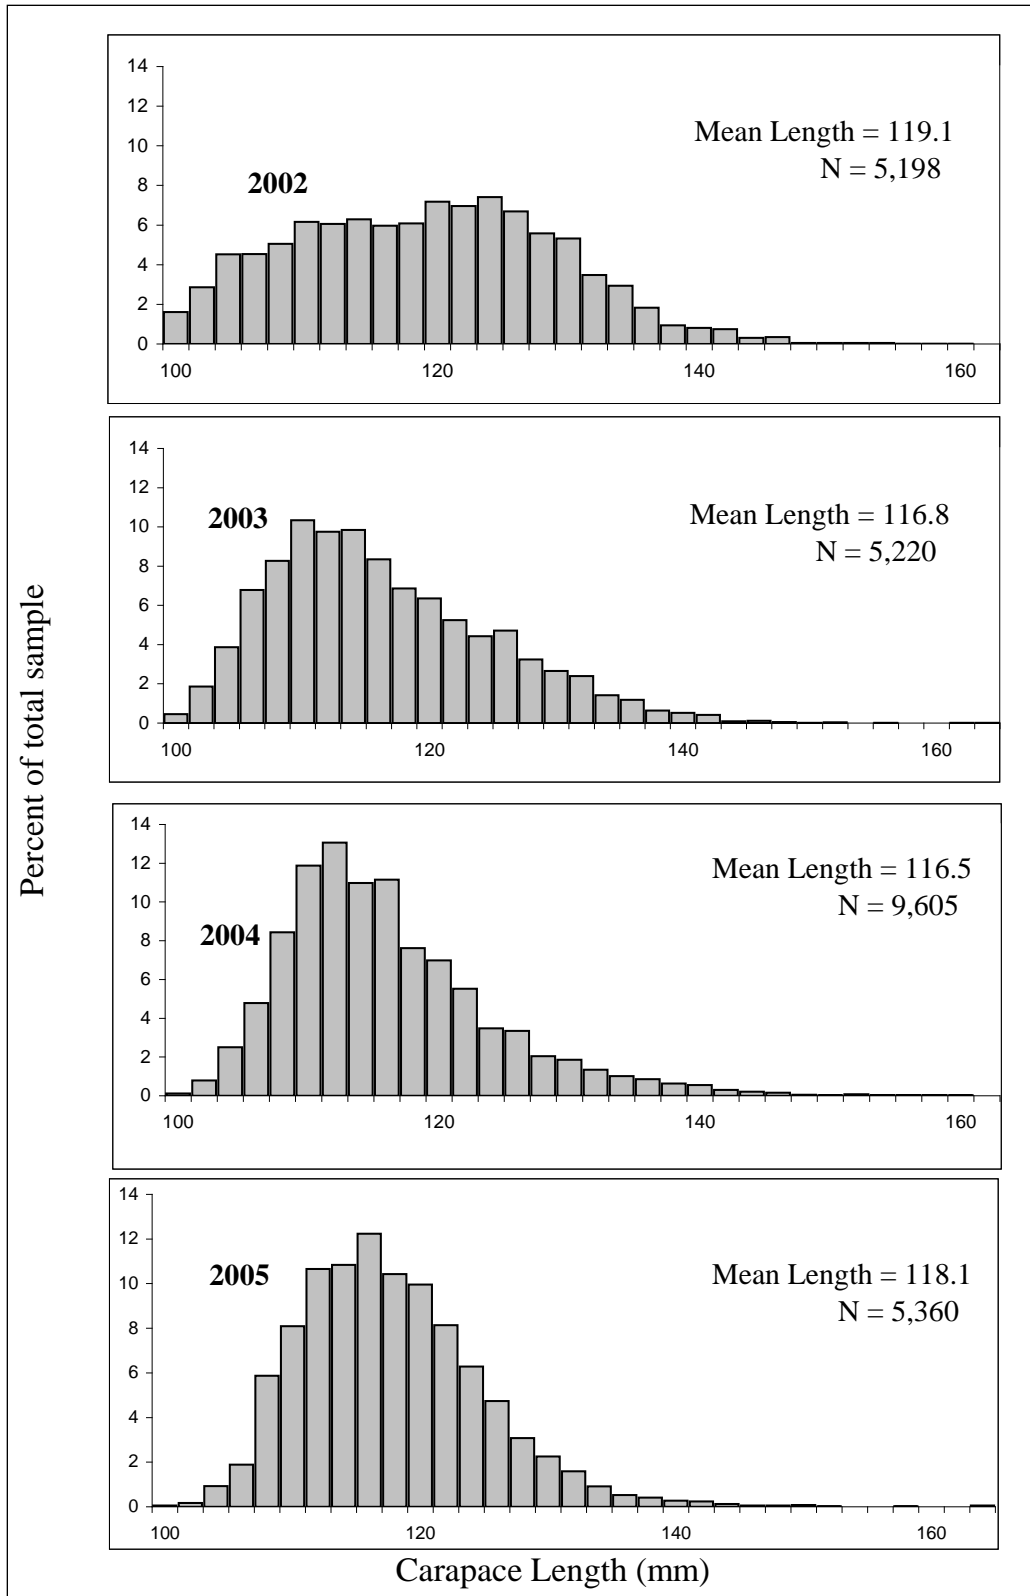 Percent of total sample
14
12
10
8
6
4
2
0
2002
Mean Length = 119.1
N = 5,198
100 120 140 160
14
12
10
8
6
4
2
0
2003
Mean Length = 116.8
N = 5,220
100 120 140 160
14
12
10
8
6
4
2
0
2004
Mean Length = 116.5
N = 9,605
100 120 140 160
14
12
10
8
6
4
2
0
2005
Mean Length = 118.1
N = 5,360
100 120 140 160
Carapace Length (mm)